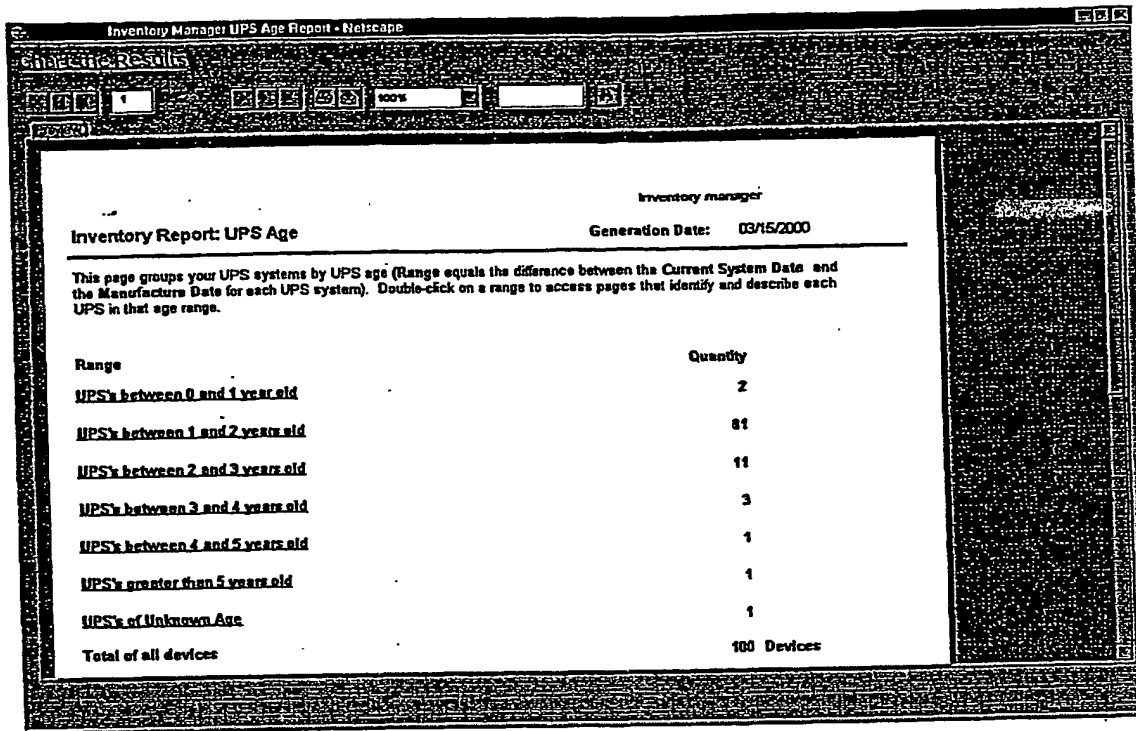 Inventory Manager UPS Age Report - Netscape
Character Results
1
100%
Preview
Inventory manager
Inventory Report: UPS Age
Generation Date: 03/15/2000
This page groups your UPS systems by UPS age (Range equals the difference between the Current System Date and
the Manufacture Date for each UPS system). Double-click on a range to access pages that identify and describe each
UPS in that age range.
Range Quantity
UPS's between 0 and 1 year old 2
UPS's between 1 and 2 years old 81
UPS's between 2 and 3 years old 11
UPS's between 3 and 4 years old 3
UPS's between 4 and 5 years old 1
UPS's greater than 5 years old 1
UPS's of Unknown Age 1
Total of all devices 100 Devices